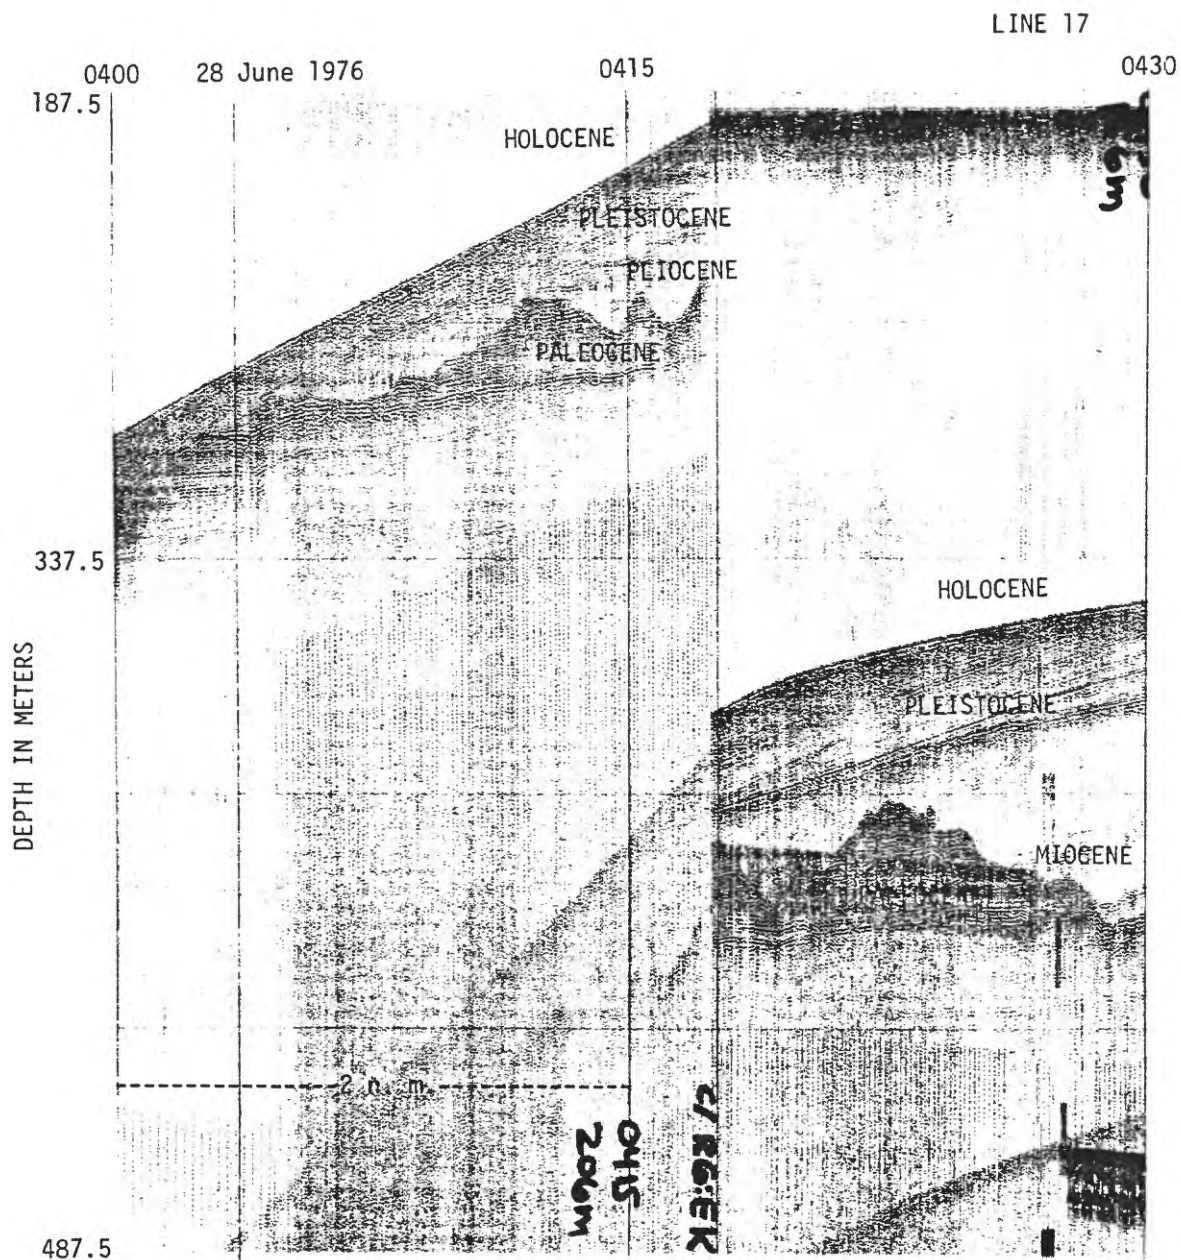 LINE 17
0400 28 June 1976 0415 0430
187.5
HOLOCENE
PLEISTOCENE
PLIOCENE
PALEOCENE
337.5
HOLOCENE
DEPTH IN METERS
PLEISTOCENE
MIOCENE
2 n. m.
0415
206M
487.5